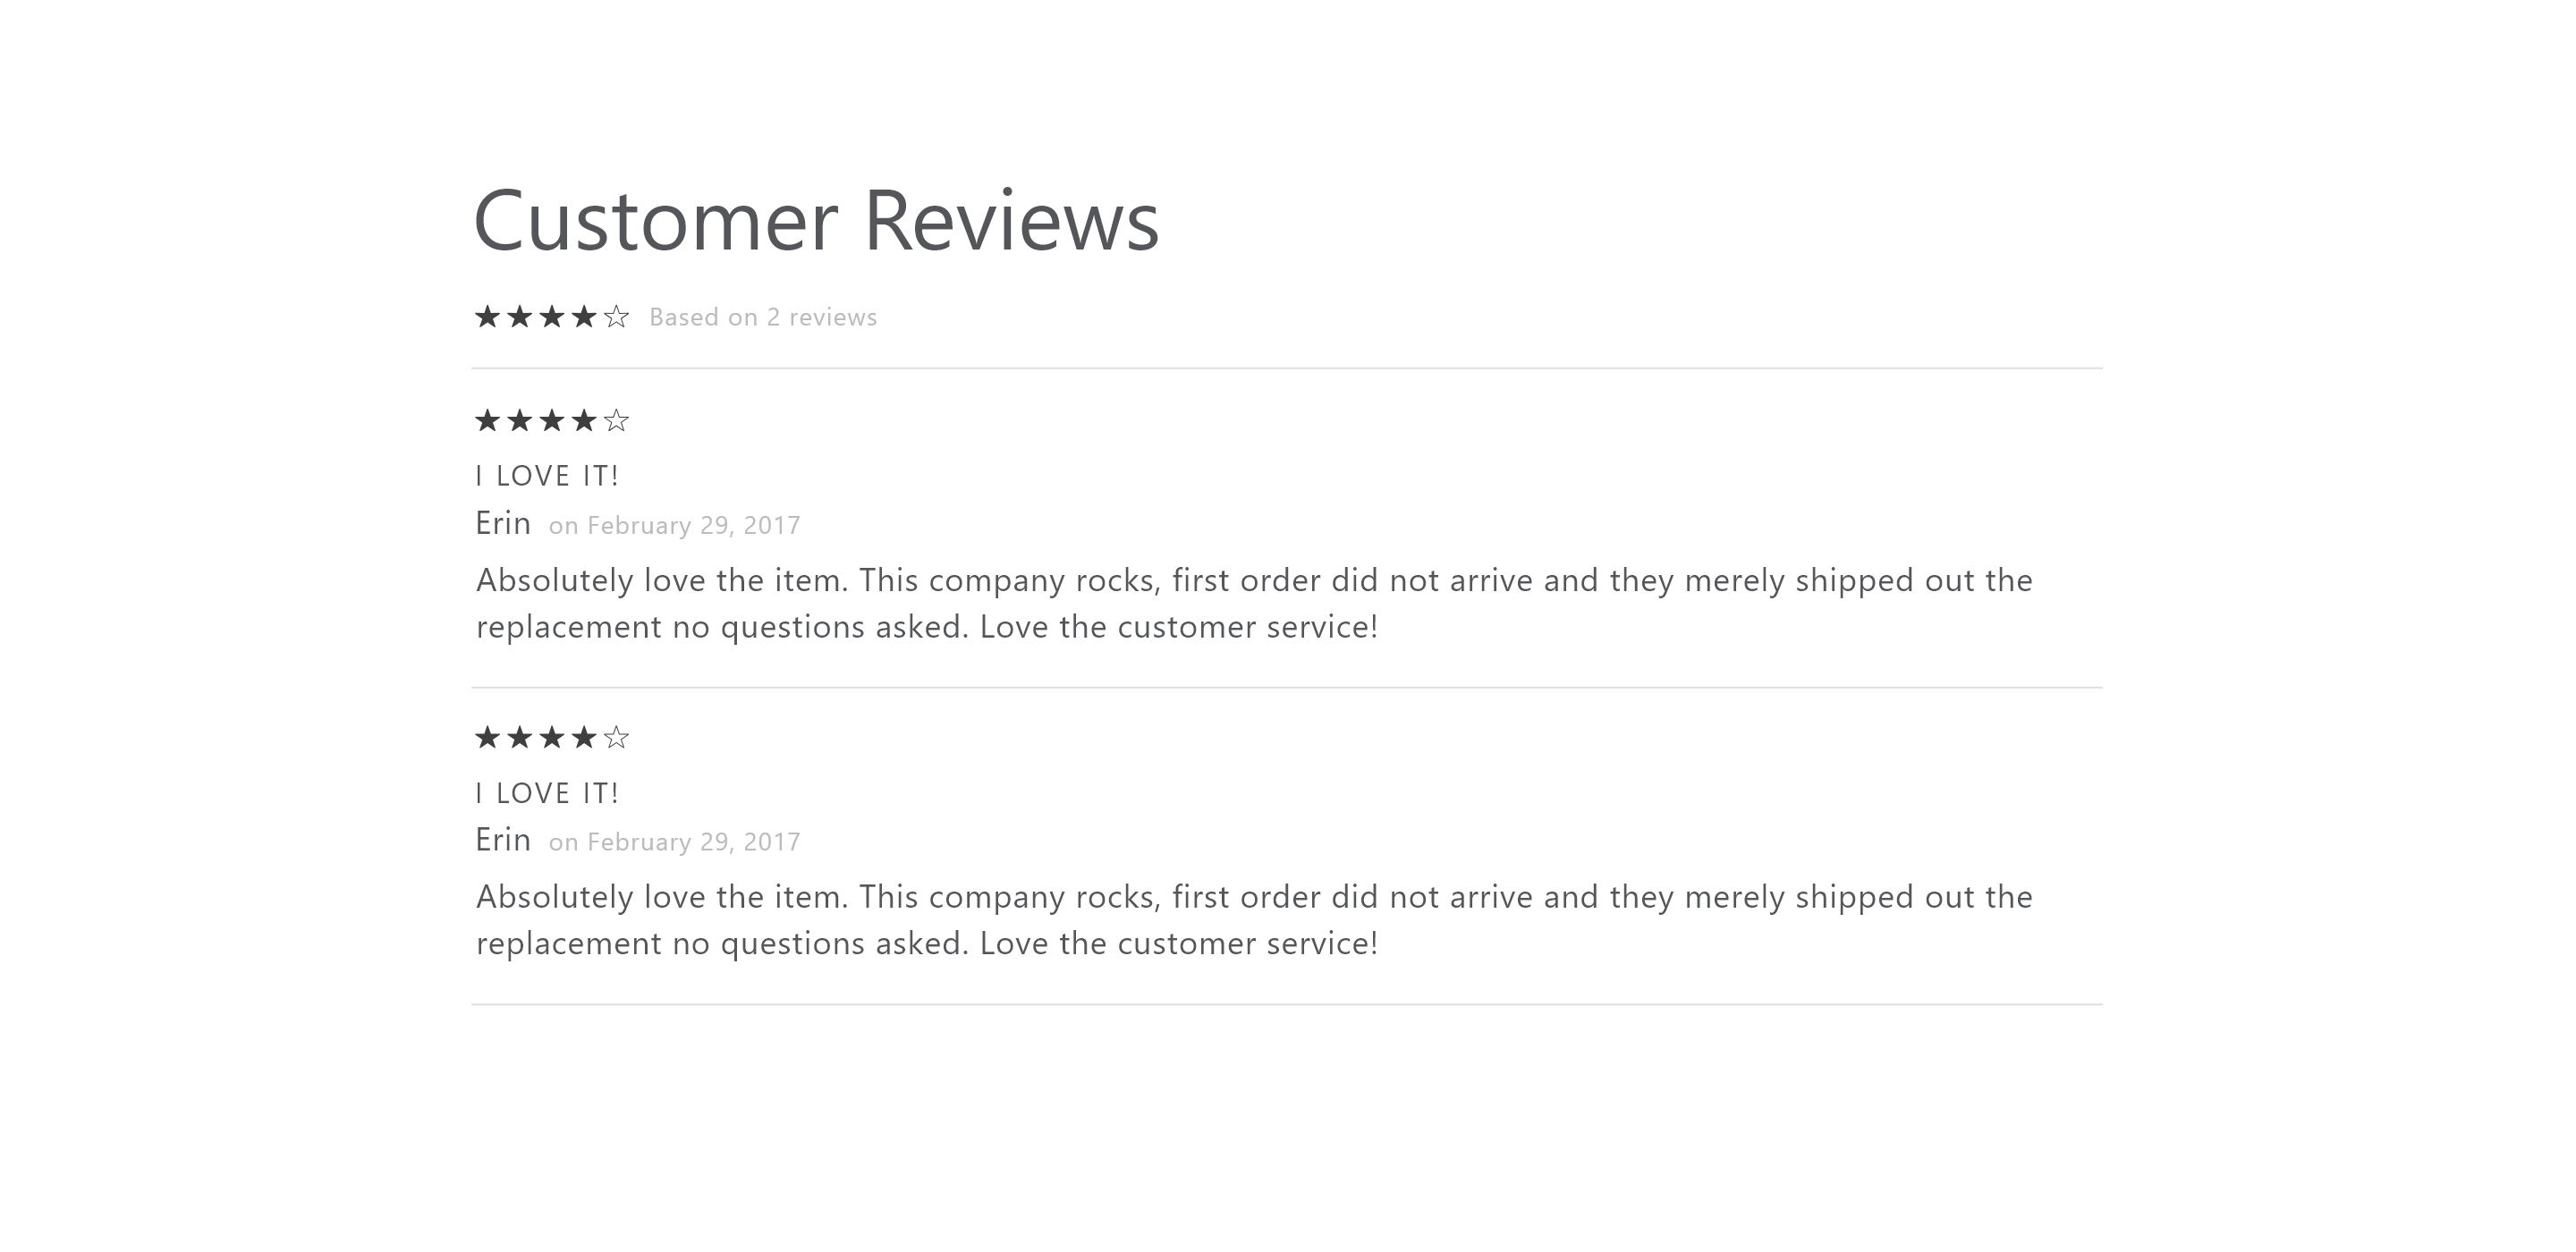 Customer Reviews
★★★★☆ Based on 2 reviews
★★★★☆
I LOVE IT!
Erin on February 29, 2017
Absolutely love the item. This company rocks, first order did not arrive and they merely shipped out the
replacement no questions asked. Love the customer service!
★★★★☆
I LOVE IT!
Erin on February 29, 2017
Absolutely love the item. This company rocks, first order did not arrive and they merely shipped out the
replacement no questions asked. Love the customer service!